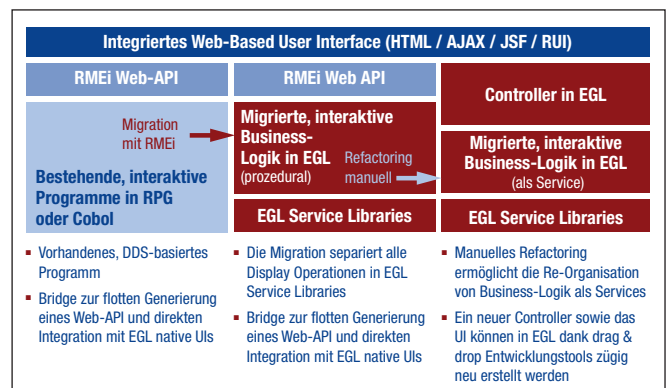 Integriertes Web-Based User Interface (HTML / AJAX / JSF / RUI)
RMEi Web-API
Migration
mit RMEi
Bestehende, interaktive
Programme in RPG
oder Cobol
▪ Vorhandenes, DDS-basiertes
Programm
▪ Bridge zur flotten Generierung
eines Web-API und direkten
Integration mit EGL native UIs
RMEi Web API
Migrierte, interaktive
Business-
Logik in EGL
(prozedural)
Refactoring
manuell
EGL Service Libraries
▪ Die Migration separiert alle
Display Operationen in EGL
Service Libraries
▪ Bridge zur flotten Generierung
eines Web-API und direkten
Integration mit EGL native UIs
Controller in EGL
Migrierte, interaktive
Business-Logik in EGL
(als Service)
EGL Service Libraries
▪ Manuelles Refactoring
ermöglicht die Re-Organisation
von Business-Logik als Services
▪ Ein neuer Controller sowie das
UI können in EGL dank drag &
drop Entwicklungstools zügig
neu erstellt werden